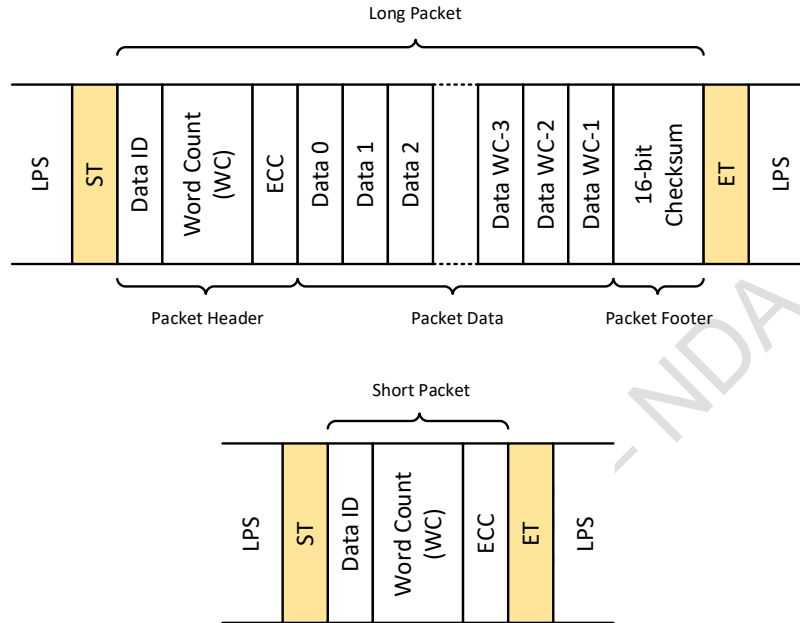 Long Packet
LPS
ST
Data ID
Word Count
(WC)
ECC
Data 0
Data 1
Data 2
Data WC-3
Data WC-2
Data WC-1
16-bit
Checksum
ET
LPS
Packet Header
Packet Data
Packet Footer
- NDA
Short Packet
LPS
ST
Data ID
Word Count
(WC)
ECC
ET
LPS